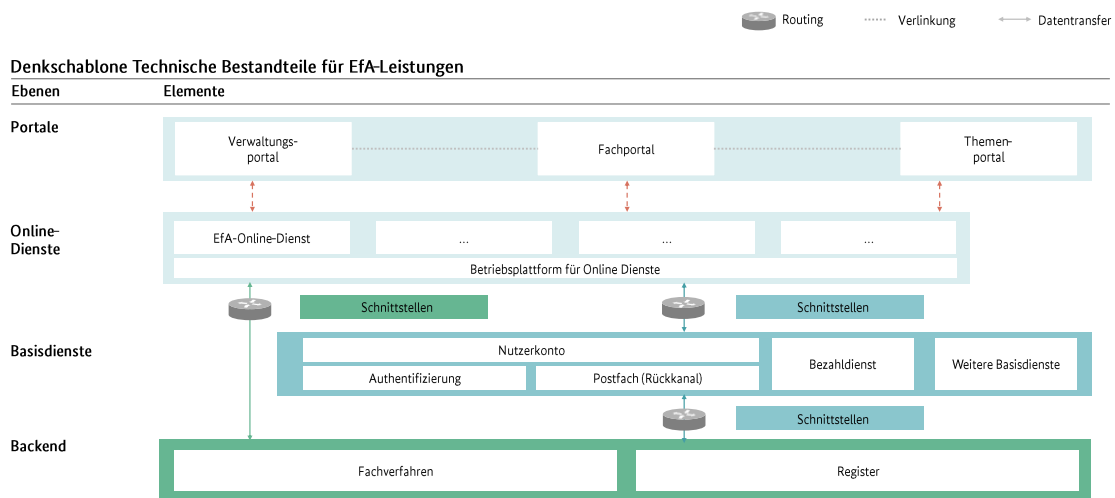 Routing
Verlinkung
Datentransfer
Denkschablone Technische Bestandteile für EfA-Leistungen
Ebenen
Elemente
Portale
Verwaltungs-
portal
Fachportal
Themen-
portal
Online-
Dienste
EfA-Online-Dienst
...
...
...
Betriebsplattform für Online Dienste
Schnittstellen
Schnittstellen
Basisdienste
Nutzerkonto
Authentifizierung
Postfach (Rückkanal)
Bezahldienst
Weitere Basisdienste
Schnittstellen
Backend
Fachverfahren
Register